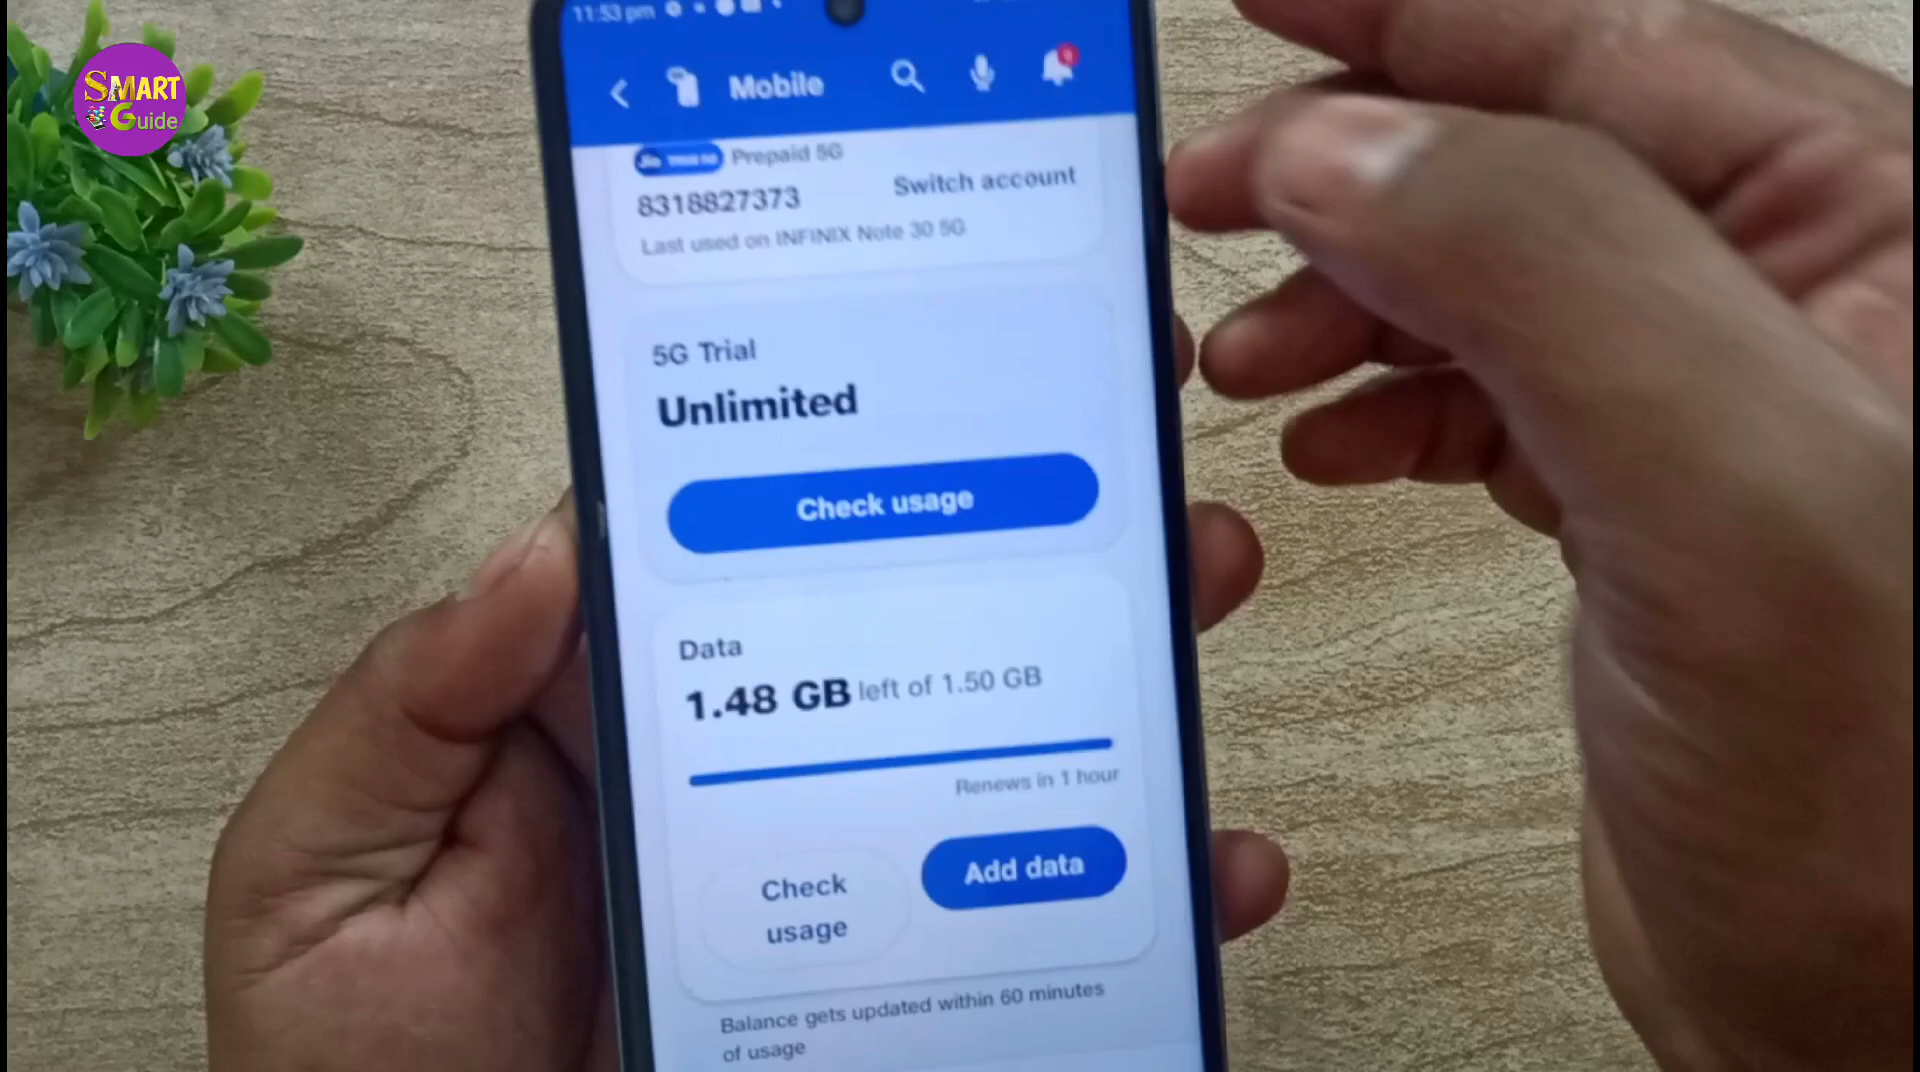 SMART
Guide
11:53 pm
Mobile
Jio
Prepaid 5G
8318827373
Switch account
Last used on INFINIX Note 30 5G
5G Trial
Unlimited
Check usage
Data
1.48 GB left of 1.50 GB
Renews in 1 hour
Check
usage
Add data
Balance gets updated within 60 minutes
of usage